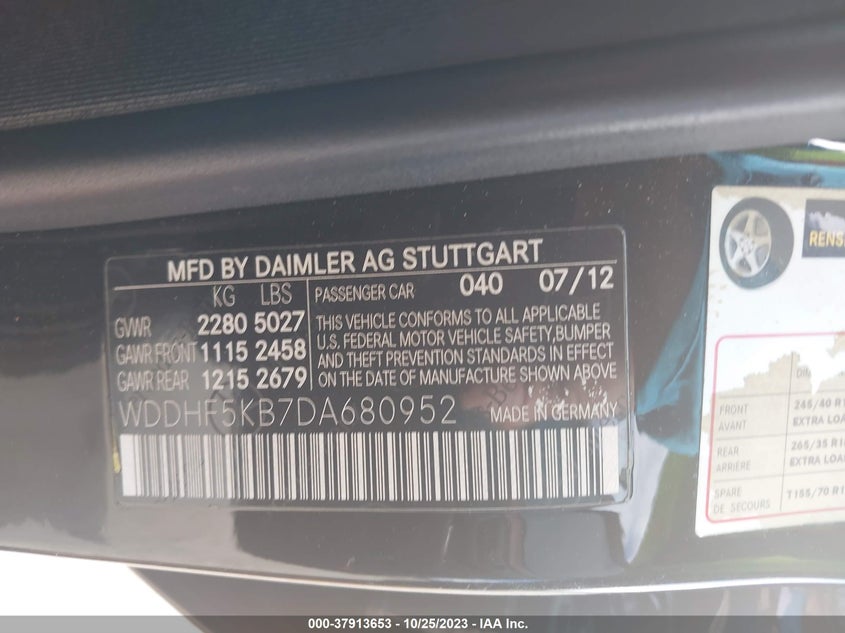 MFD BY DAIMLER AG STUTTGART
KG LBS
GVWR 2280 5027
GAWR FRONT 1115 2458
GAWR REAR 1215 2679
PASSENGER CAR 040 07/12
THIS VEHICLE CONFORMS TO ALL APPLICABLE
U.S. FEDERAL MOTOR VEHICLE SAFETY, BUMPER
AND THEFT PREVENTION STANDARDS IN EFFECT
ON THE DATE OF MANUFACTURE SHOWN ABOVE
WDDHF5KB7DA680952 MADE IN GERMANY
FRONT
AVANT
245/40 R
EXTRA LOA
REAR
ARRIÈRE
265/35 R
EXTRA LOA
SPARE
DE SECOURS
T155/70 R
000-37913653 - 10/25/2023 - IAA Inc.